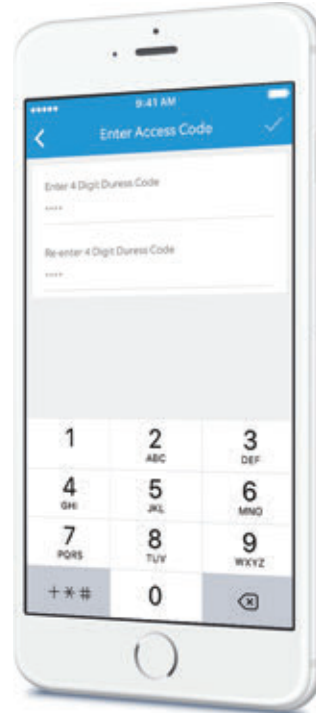 9:41 AM
Enter Access Code
Enter 4 Digit Duress Code
••••
Re-enter 4 Digit Duress Code
••••
1 2 3
ABC DEF
4 5 6
GHI JKL MNO
7 8 9
PQRS TUV WXYZ
+*# 0